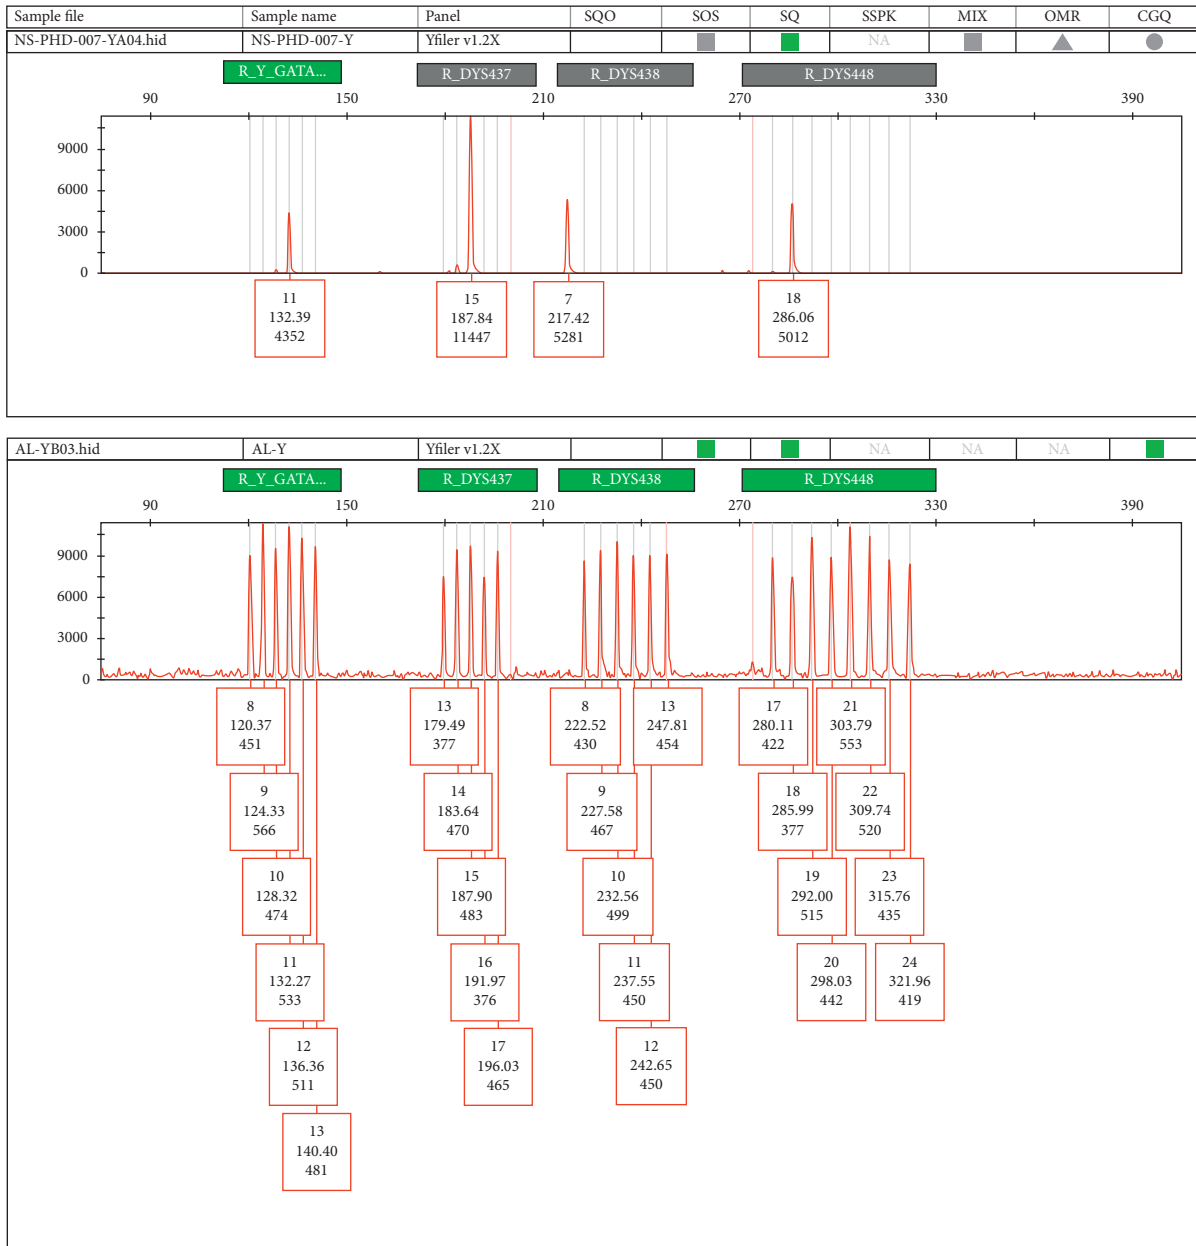 Sample file Sample name Panel SQO SOS SQ SSPK MIX OMR CGQ
NS-PHD-007-YA04.hid NS-PHD-007-Y Yfiler v1.2X NA
R_Y_GATA... R_DYS437 R_DYS438 R_DYS448
90 150 210 270 330 390
9000
6000
3000
0
11 15 7 18
132.39 187.84 217.42 286.06
4352 11447 5281 5012
AL-YB03.hid AL-Y Yfiler v1.2X NA NA NA
R_Y_GATA... R_DYS437 R_DYS438 R_DYS448
90 150 210 270 330 390
9000
6000
3000
0
8 13 8 13 17 21
120.37 179.49 222.52 247.81 280.11 303.79
451 377 430 454 422 553
9 14 9 18 22
124.33 183.64 227.58 285.99 309.74
566 470 467 377 520
10 15 10 19 23
128.32 187.90 232.56 292.00 315.76
474 483 499 515 435
11 16 11 20 24
132.27 191.97 237.55 298.03 321.96
533 376 450 442 419
12 17 12
136.36 196.03 242.65
511 465 450
13
140.40
481